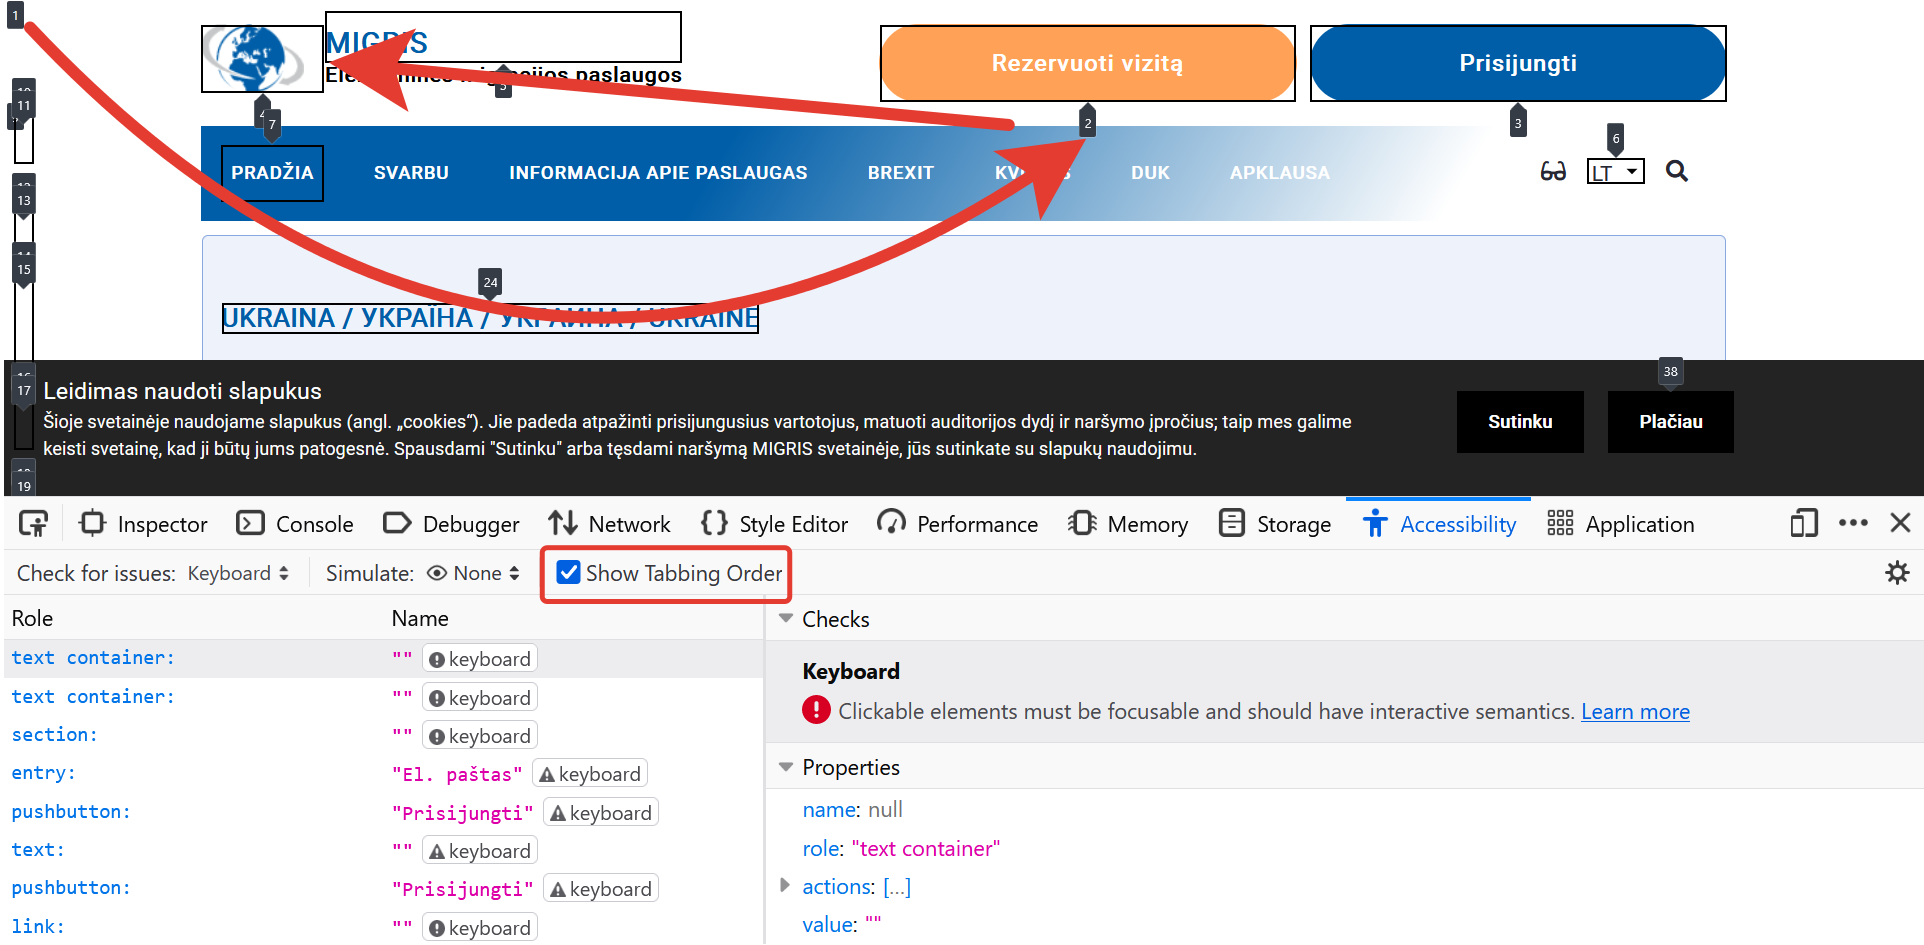 1
MIGRIS
Rezervuoti vizitą
Prisijungti
paslaugos
5
11
7
2
3
6
PRADŽIA
SVARBU
INFORMACIJA APIE PASLAUGAS
BREXIT
DUK
APKLAUSA
LT
13
15
24
UKRAINA / УКРАЇНА / УКРАИНА / UKRAINE
17
38
Leidimas naudoti slapukus
Šioje svetainėje naudojame slapukus (angl. „cookies“). Jie padeda atpažinti prisijungusius vartotojus, matuoti auditorijos dydį ir naršymo įpročius; taip mes galime
keisti svetainę, kad ji būtų jums patogesnė. Spausdami "Sutinku" arba tęsdami naršymą MIGRIS svetainėje, jūs sutinkate su slapukų naudojimu.
Sutinku
Plačiau
19
Inspector
Console
Debugger
Network
Style Editor
Performance
Memory
Storage
Accessibility
Application
Check for issues: Keyboard
Simulate: None
Show Tabbing Order
Role
Name
Checks
text container:
"" keyboard
text container:
"" keyboard
section:
"" keyboard
entry:
"El. paštas" keyboard
pushbutton:
"Prisijungti" keyboard
text:
"" keyboard
pushbutton:
"Prisijungti" keyboard
link:
"" keyboard
Keyboard
Clickable elements must be focusable and should have interactive semantics. Learn more
Properties
name: null
role: "text container"
actions: […]
value: ""